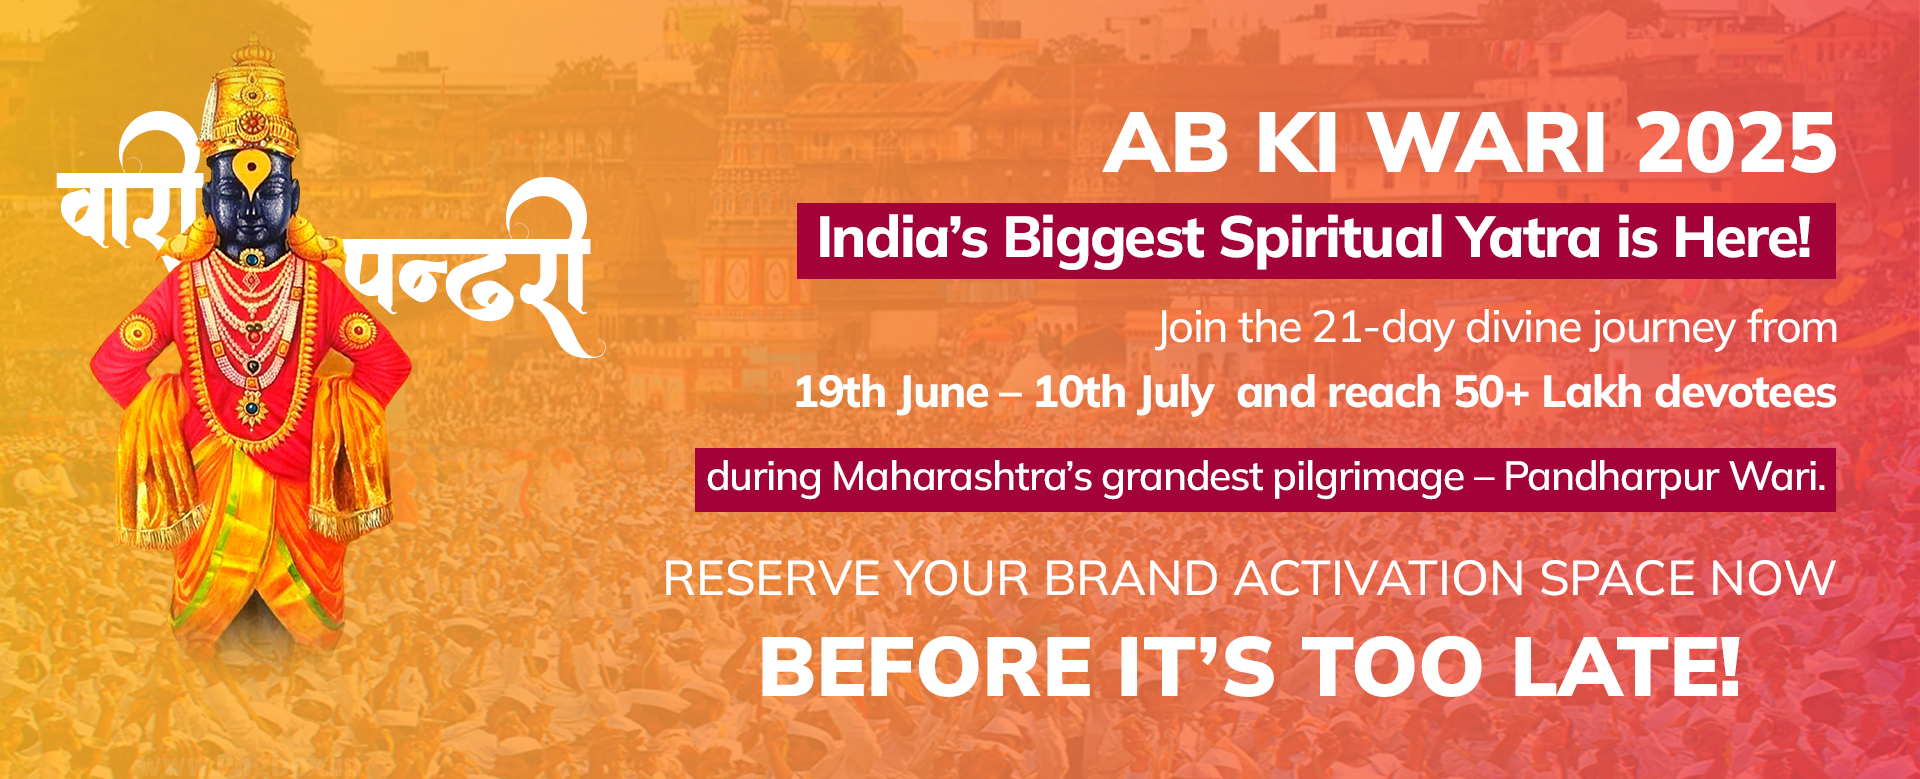 वारी
पन्ढरी
AB KI WARI 2025
India's Biggest Spiritual Yatra is Here!
Join the 21-day divine journey from
19th June – 10th July and reach 50+ Lakh devotees
during Maharashtra's grandest pilgrimage – Pandharpur Wari.
RESERVE YOUR BRAND ACTIVATION SPACE NOW
BEFORE IT'S TOO LATE!